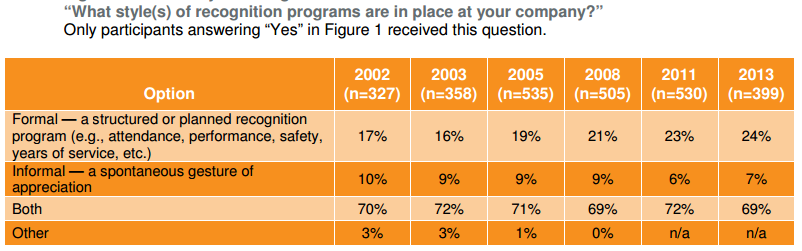 “What style(s) of recognition programs are in place at your company?”
Only participants answering “Yes” in Figure 1 received this question.
Option 2002 (n=327) 2003 (n=358) 2005 (n=535) 2008 (n=505) 2011 (n=530) 2013 (n=399)
Formal — a structured or planned recognition
program (e.g., attendance, performance, safety, 17% 16% 19% 21% 23% 24%
years of service, etc.)
Informal — a spontaneous gesture of
appreciation 10% 9% 9% 9% 6% 7%
Both 70% 72% 71% 69% 72% 69%
Other 3% 3% 1% 0% n/a n/a